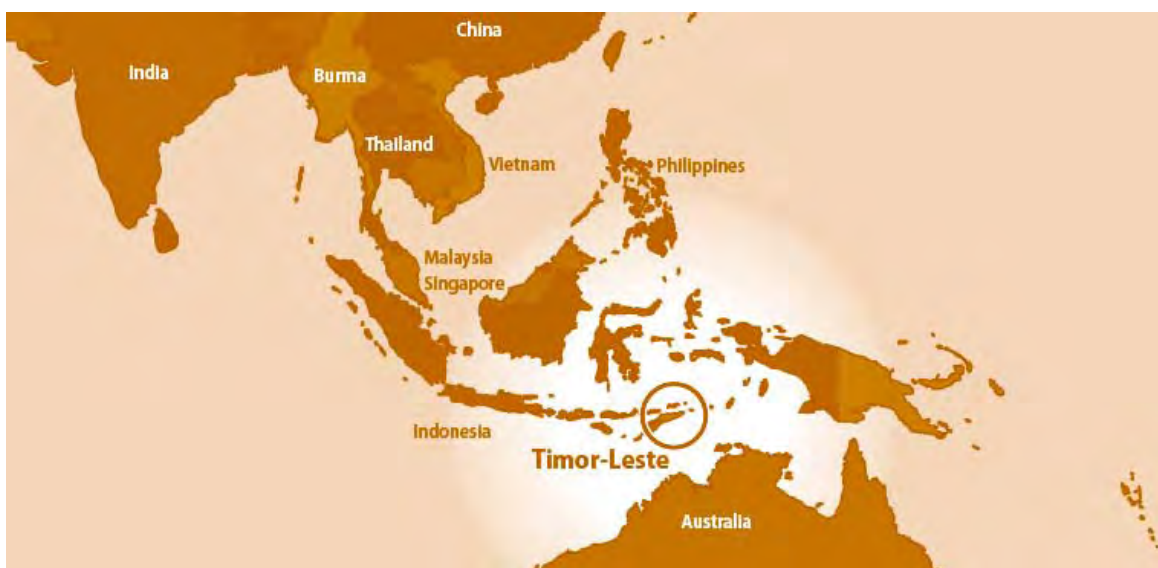 China
India
Burma
Thailand
Vietnam
Philippines
Malaysia
Singapore
Indonesia
Timor-Leste
Australia